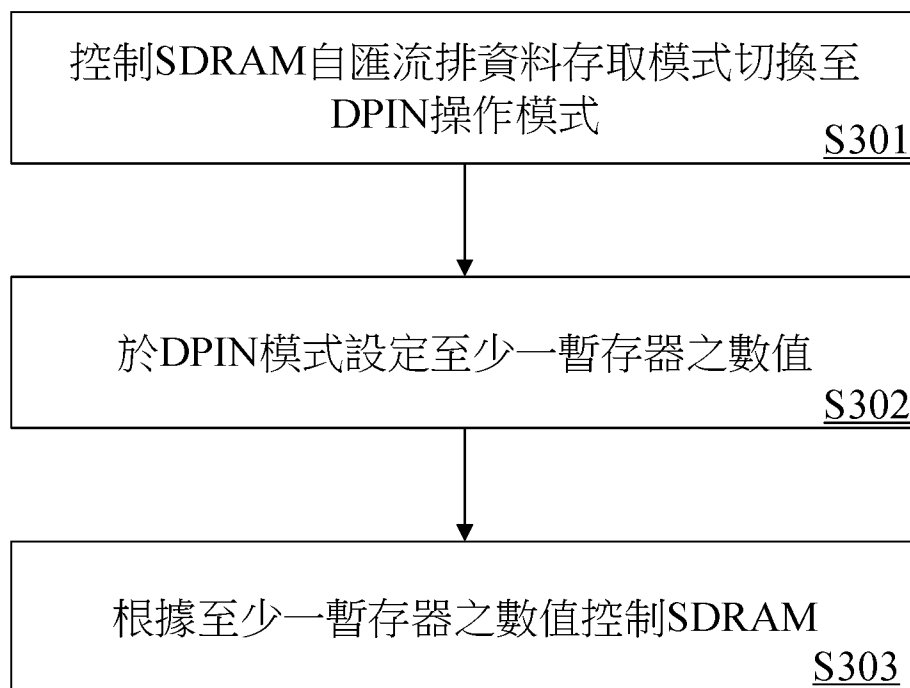 控制SDRAM自匯流排資料存取模式切換至
DPIN操作模式
S301
於DPIN模式設定至少一暫存器之數值
S302
根據至少一暫存器之數值控制SDRAM
S303